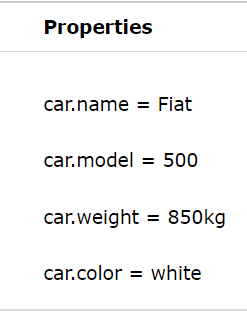 Properties
car.name = Fiat
car.model = 500
car.weight = 850kg
car.color = white